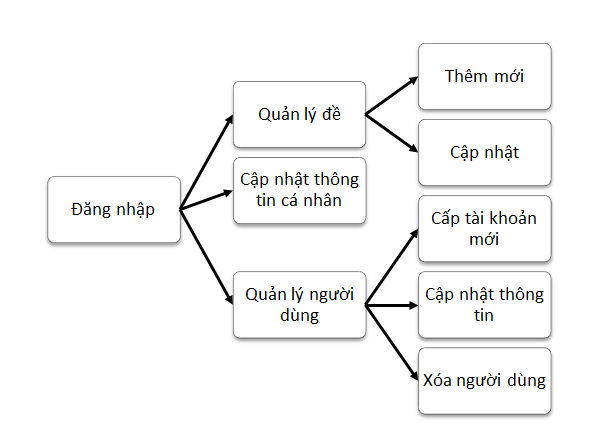 Đăng nhập
Quản lý đề
Cập nhật thông
tin cá nhân
Quản lý người
dùng
Thêm mới
Cập nhật
Cấp tài khoản
mới
Cập nhật thông
tin
Xóa người dùng